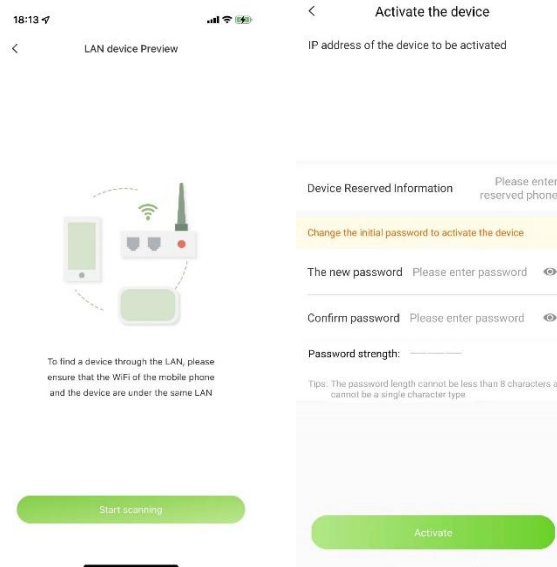 18:13
LAN device Preview
To find a device through the LAN, please
ensure that the WiFi of the mobile phone
and the device are under the same LAN
Start scanning
Activate the device
IP address of the device to be activated
Device Reserved Information
Please enter
reserved phone
Change the initial password to activate the device
The new password Please enter password
Confirm password Please enter password
Password strength:
Tips: The password length cannot be less than 8 characters a
cannot be a single character type
Activate